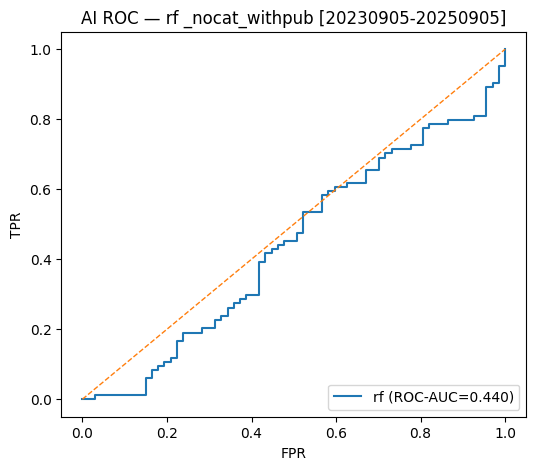 AI ROC — rf _nocat_withpub [20230905-20250905]
1.0
0.8
0.6
0.4
0.2
0.0
TPR
0.0 0.2 0.4 0.6 0.8 1.0
FPR
rf (ROC-AUC=0.440)